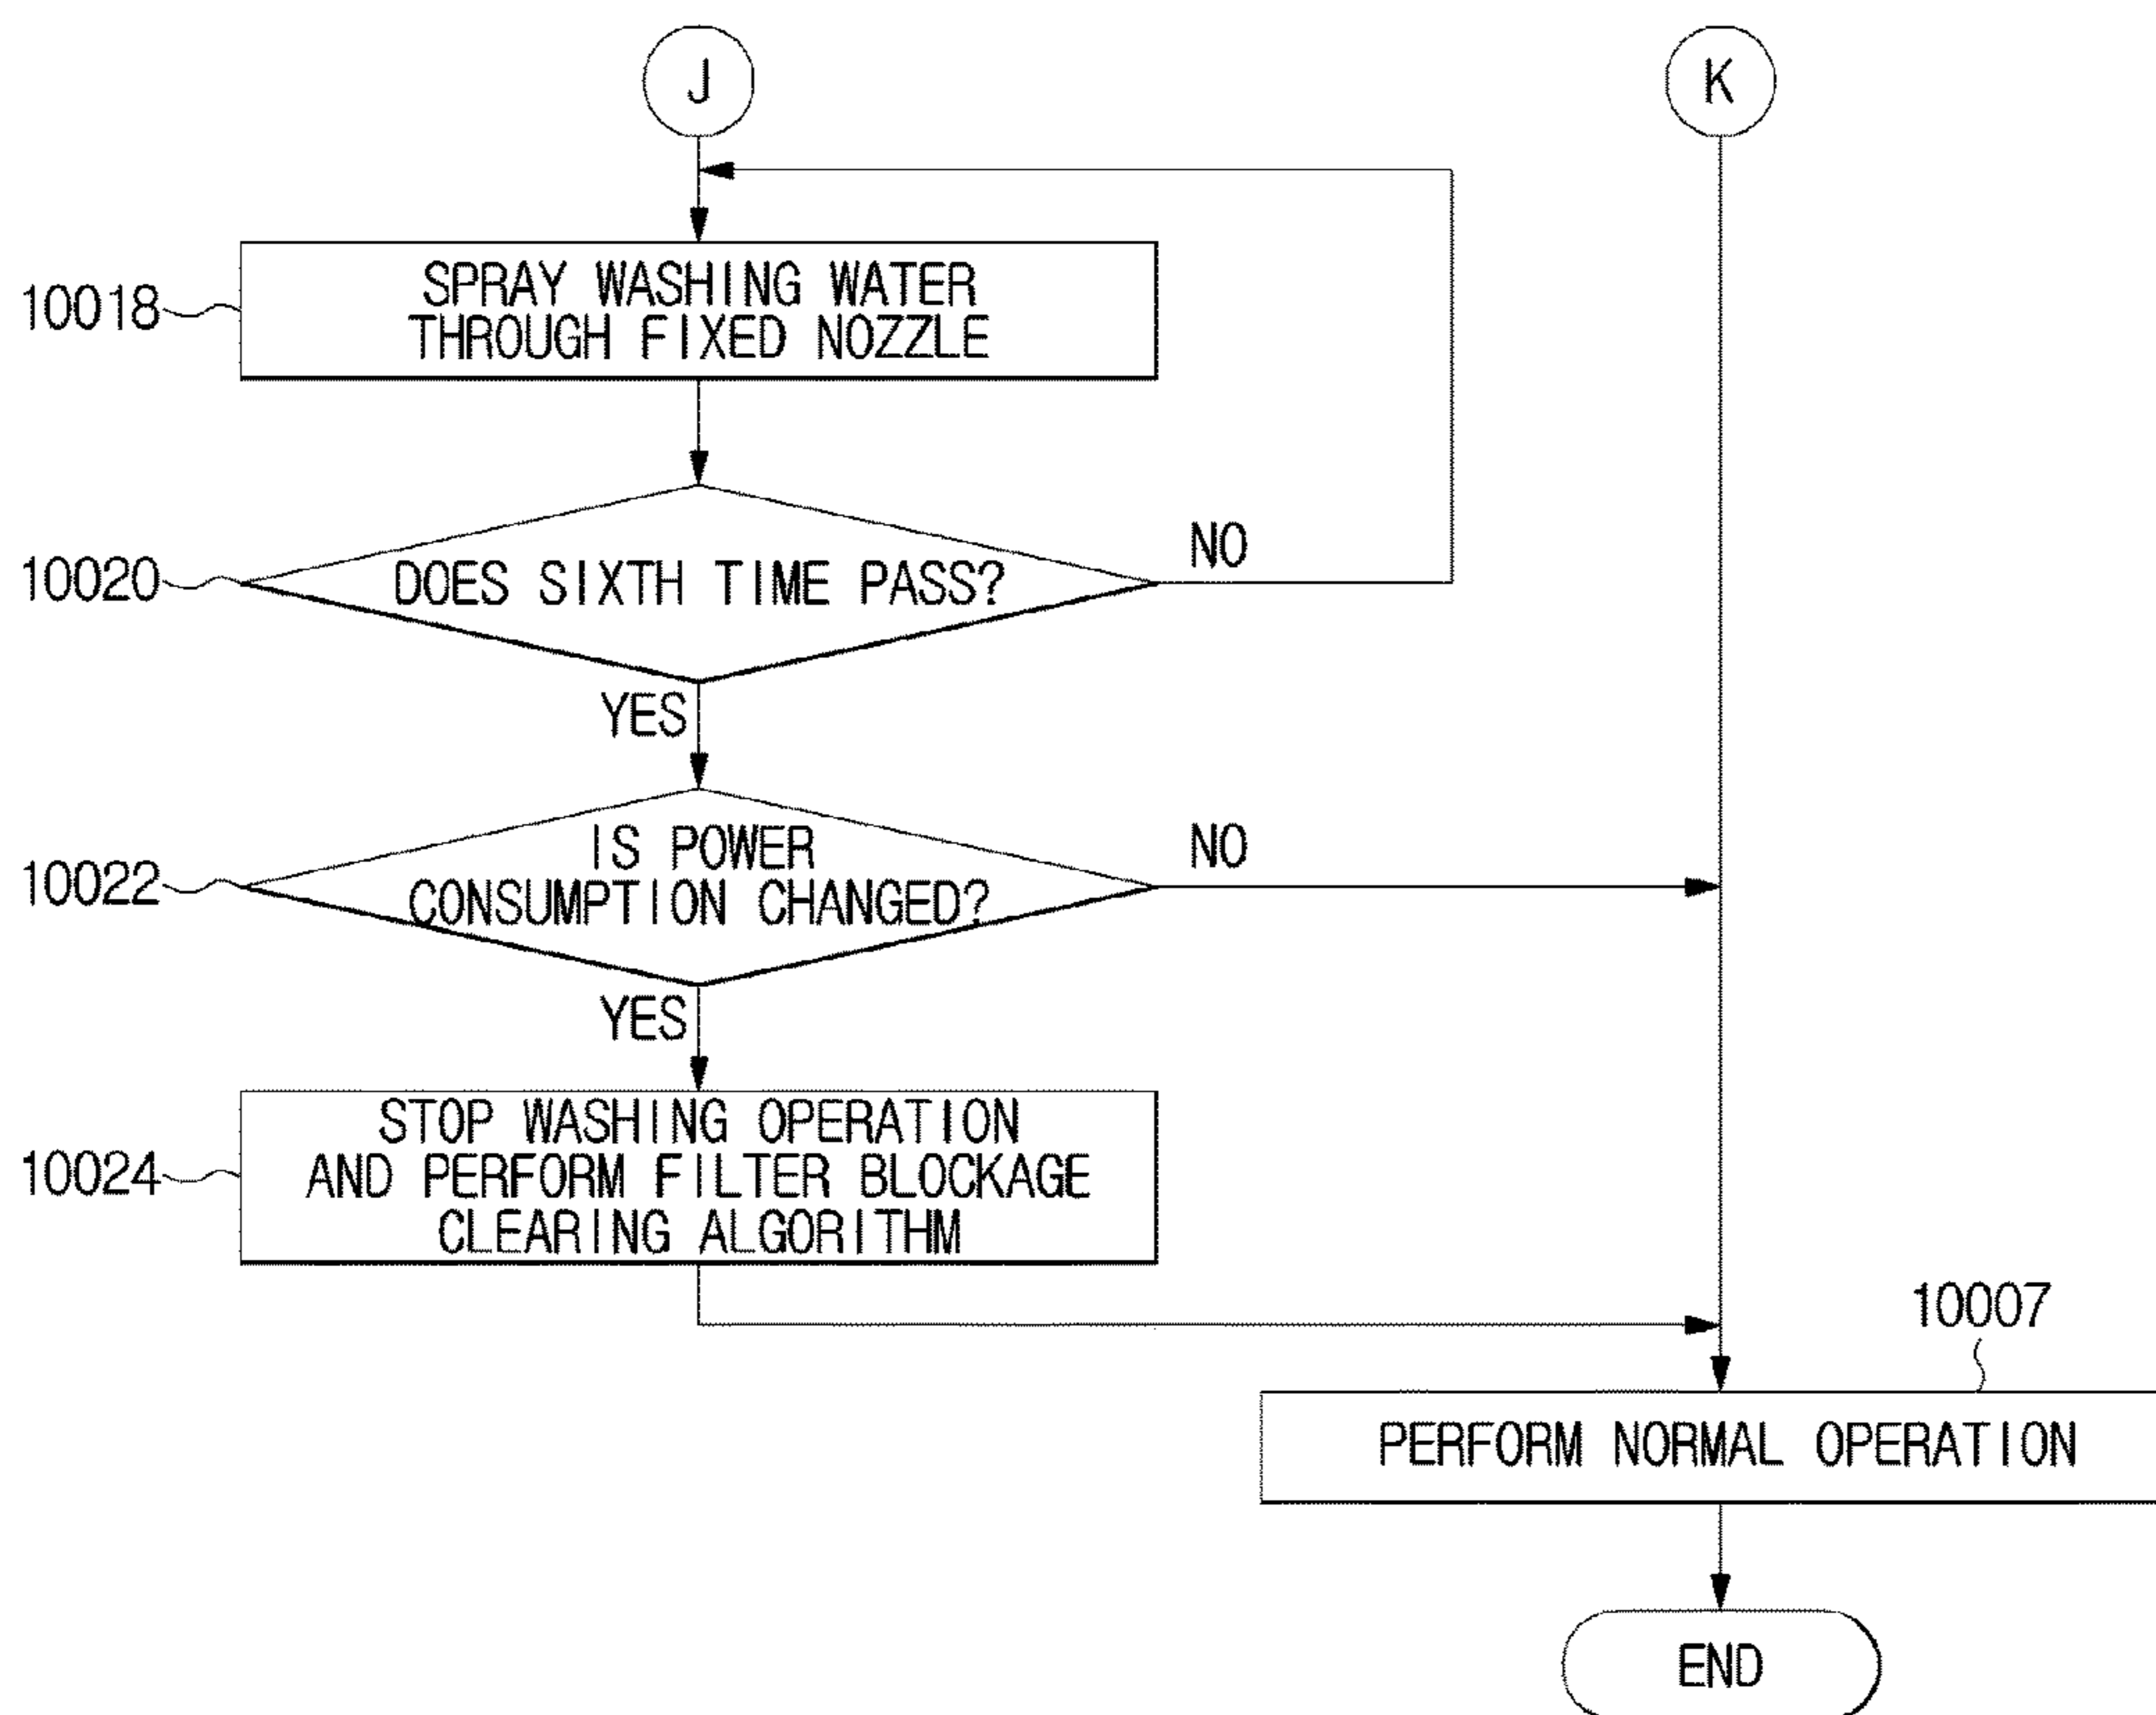 J
K
10018
SPRAY WASHING WATER
THROUGH FIXED NOZZLE
10020
DOES SIXTH TIME PASS?
NO
YES
10022
IS POWER
CONSUMPTION CHANGED?
NO
YES
10024
STOP WASHING OPERATION
AND PERFORM FILTER BLOCKAGE
CLEARING ALGORITHM
10007
PERFORM NORMAL OPERATION
END